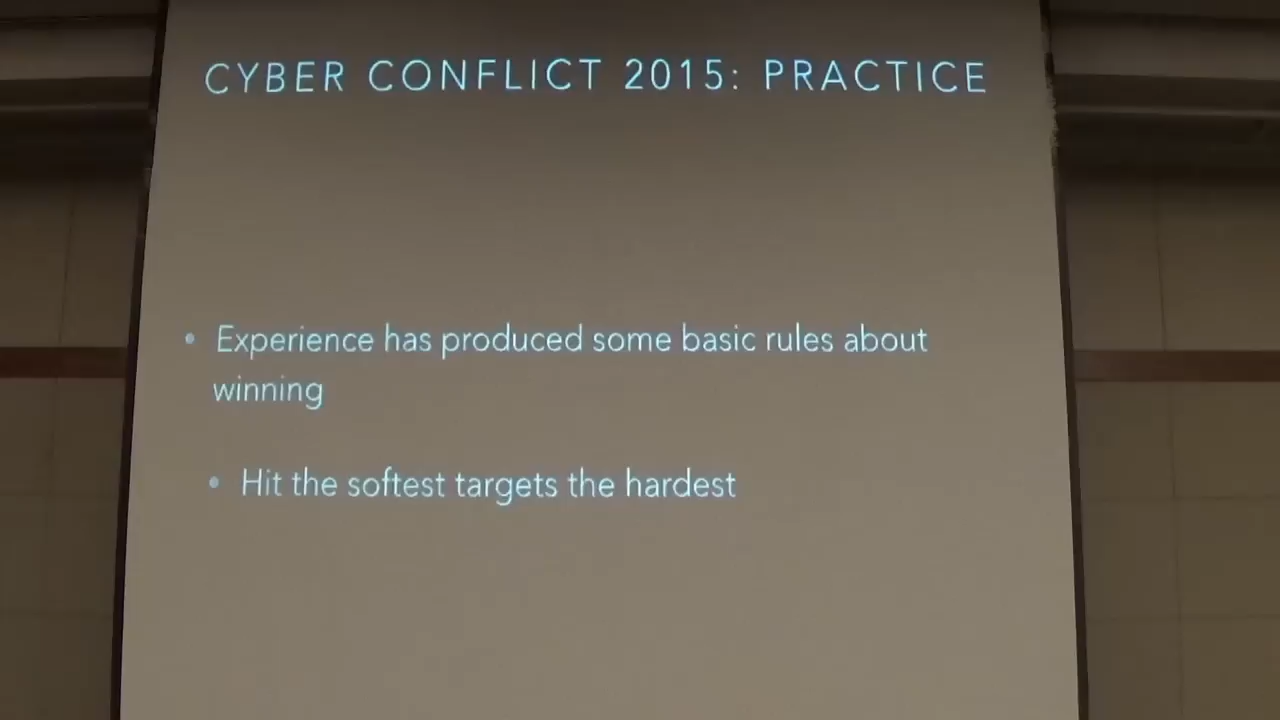 CYBER CONFLICT 2015: PRACTICE
• Experience has produced some basic rules about
winning
• Hit the softest targets the hardest